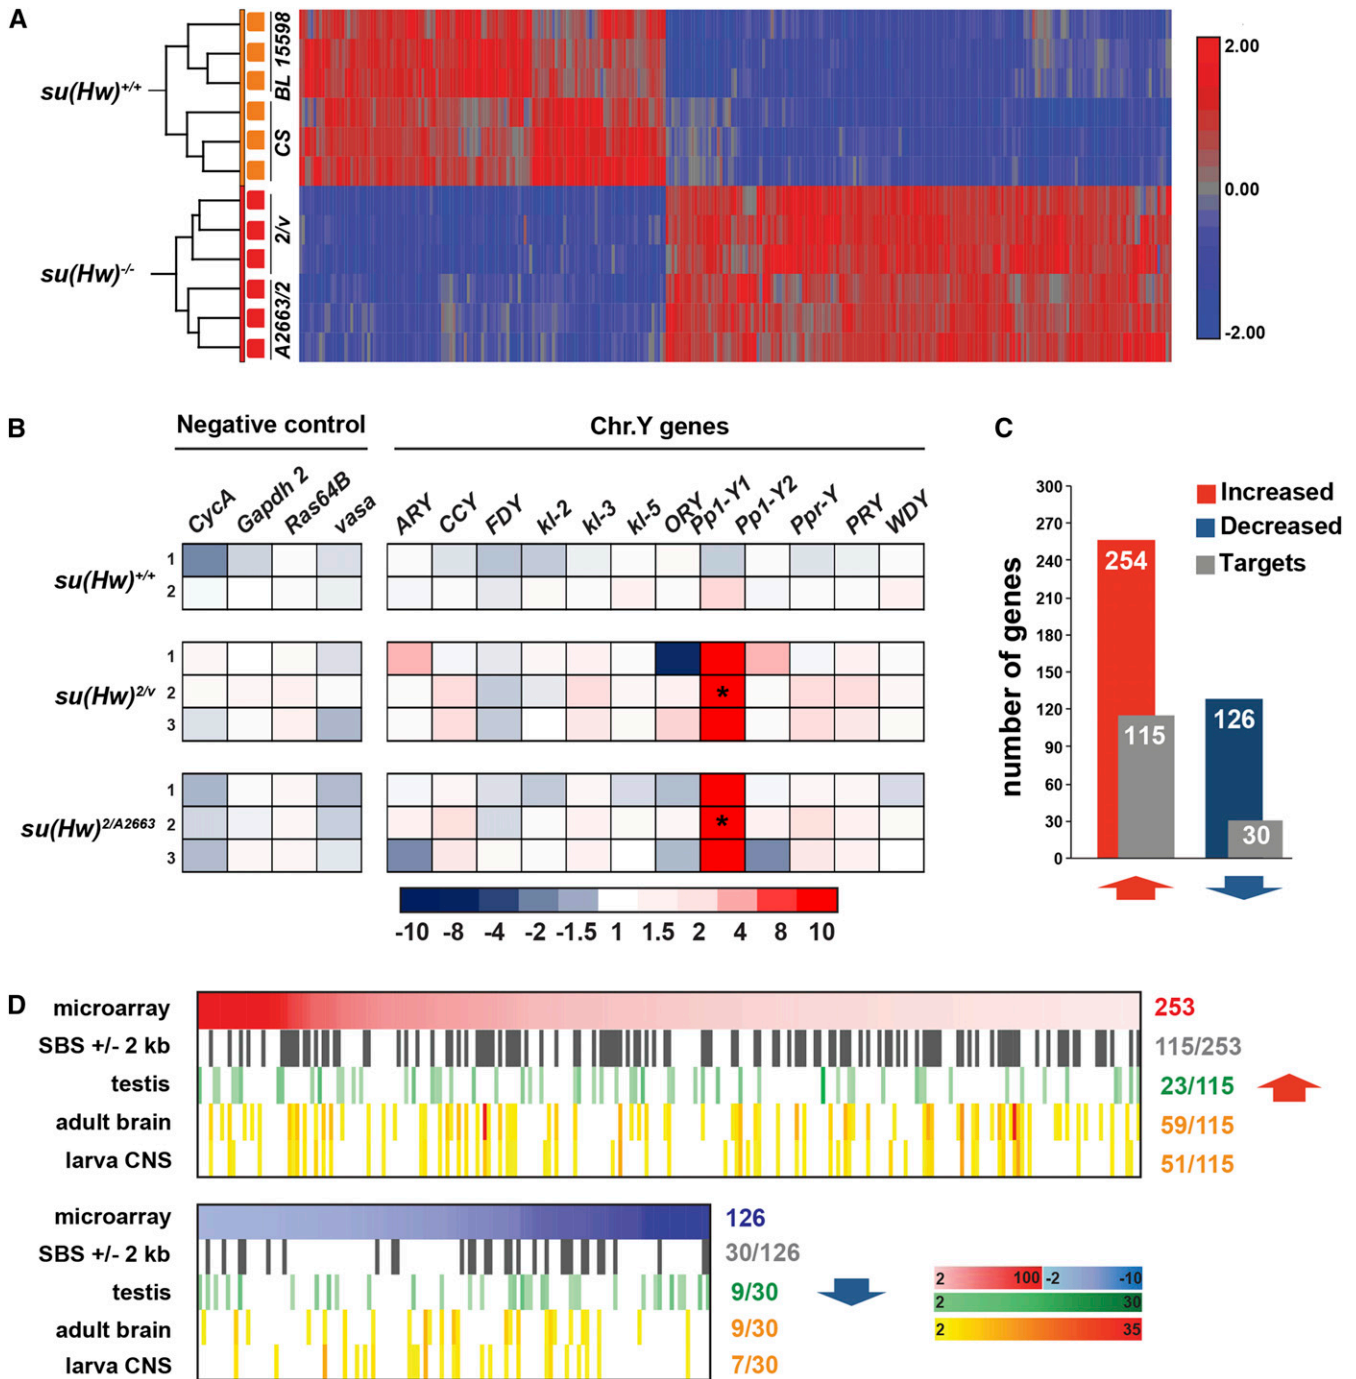 A
su(Hw)+/+
su(Hw)-/-
BL 15598
CS
2/v
A2663/2
2.00
0.00
-2.00
B
Negative control
Chr.Y genes
CycA
Gapdh 2
Ras64B
vasa
ARY
CCY
FDY
kl-2
kl-3
kl-5
ORY
Pp1-Y1
Pp1-Y2
Ppr-Y
PRY
WDY
su(Hw)+/+
1
2
su(Hw)2/v
1
2
3
*
su(Hw)2/A2663
1
2
3
*
-10 -8 -4 -2 -1.5 1 1.5 2 4 8 10
C
number of genes
300
270
240
210
180
150
120
90
60
30
0
Increased
Decreased
Targets
254
115
126
30
D
microarray 253
SBS +/- 2 kb 115/253
testis 23/115
adult brain 59/115
larva CNS 51/115
microarray 126
SBS +/- 2 kb 30/126
testis 9/30
adult brain 9/30
larva CNS 7/30
2 100 -2 -10
2 30
2 35